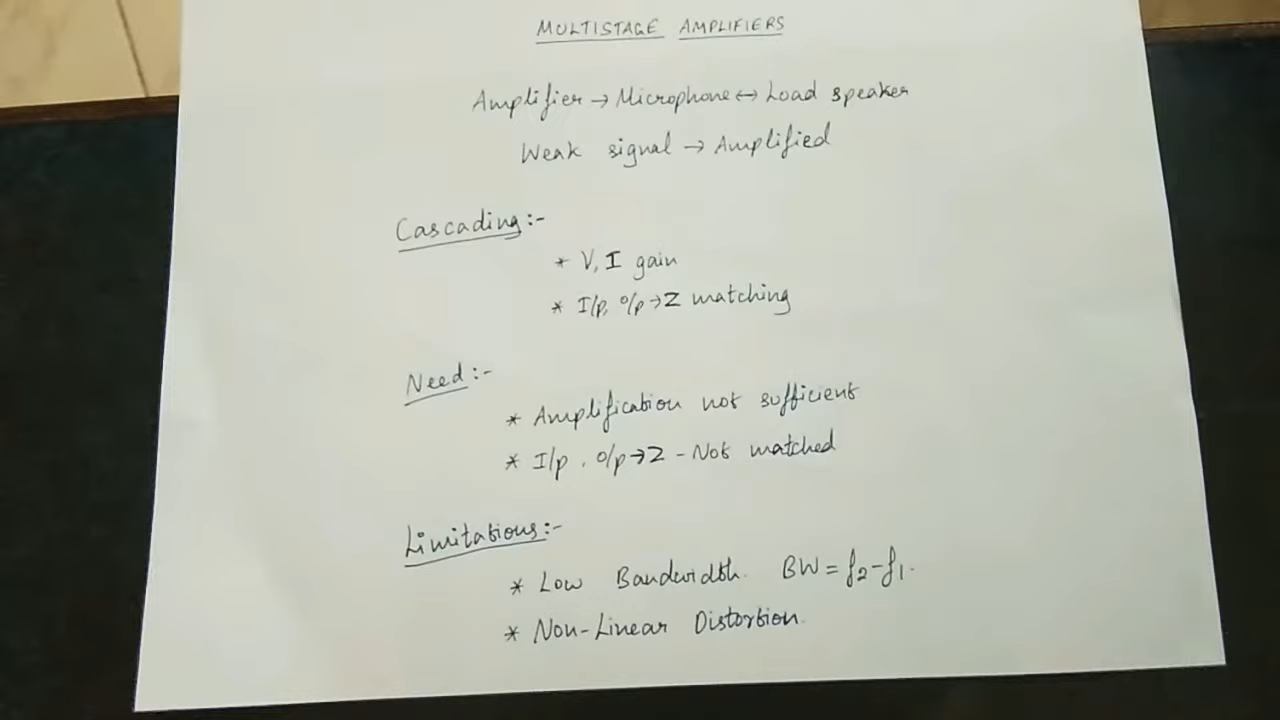 MULTISTAGE AMPLIFIERS
Amplifier → Microphone ↔ Load speaker
Weak signal → Amplified
Cascading :-
* V, I gain
* I/p, O/p → Z matching
Need :-
* Amplification not sufficient
* I/p , O/p → Z - Not matched
Limitations :-
* Low Bandwidth. BW = f₂-f₁.
* Non-Linear Distortion.